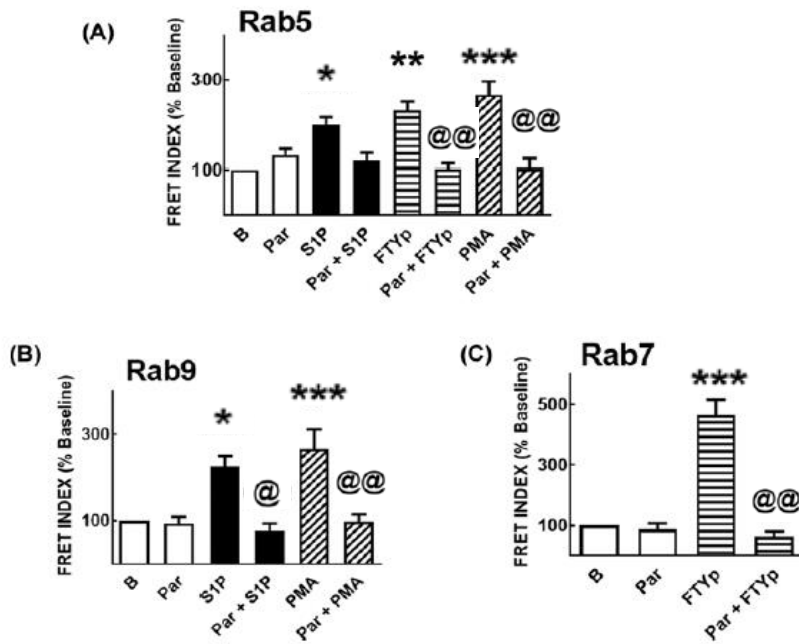 (A)
Rab5
FRET INDEX (% Baseline)
300
100
*
**
***
@@
@@
B
Par
S1P
Par + S1P
FTYp
Par + FTYp
PMA
Par + PMA
(B)
Rab9
FRET INDEX (% Baseline)
300
100
*
***
@
@@
B
Par
S1P
Par + S1P
PMA
Par + PMA
(C)
Rab7
FRET INDEX (% Baseline)
500
300
100
***
@@
B
Par
FTYp
Par + FTYp